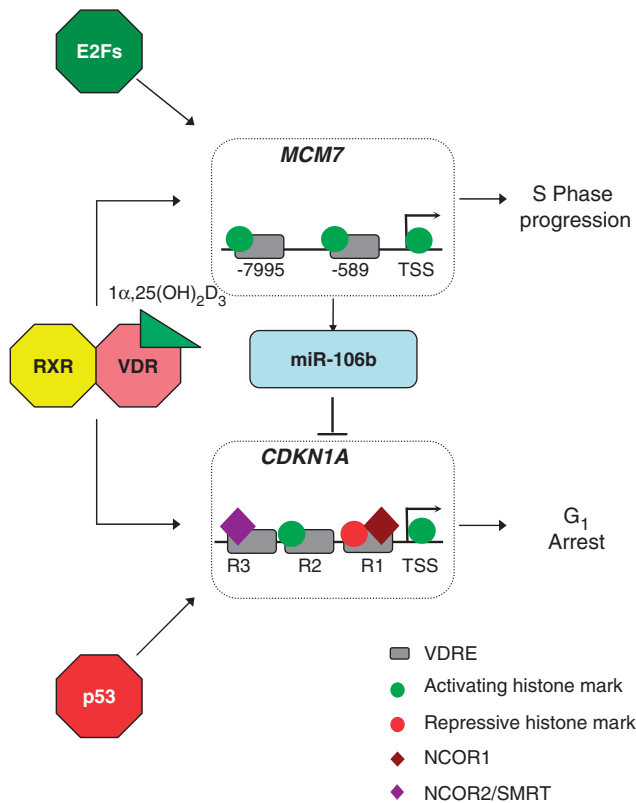 E2Fs
MCM7
-7995
-589
TSS
S Phase
progression
1α,25(OH)₂D₃
RXR
VDR
miR-106b
CDKN1A
R3
R2
R1
TSS
G₁
Arrest
p53
VDRE
Activating histone mark
Repressive histone mark
NCOR1
NCOR2/SMRT